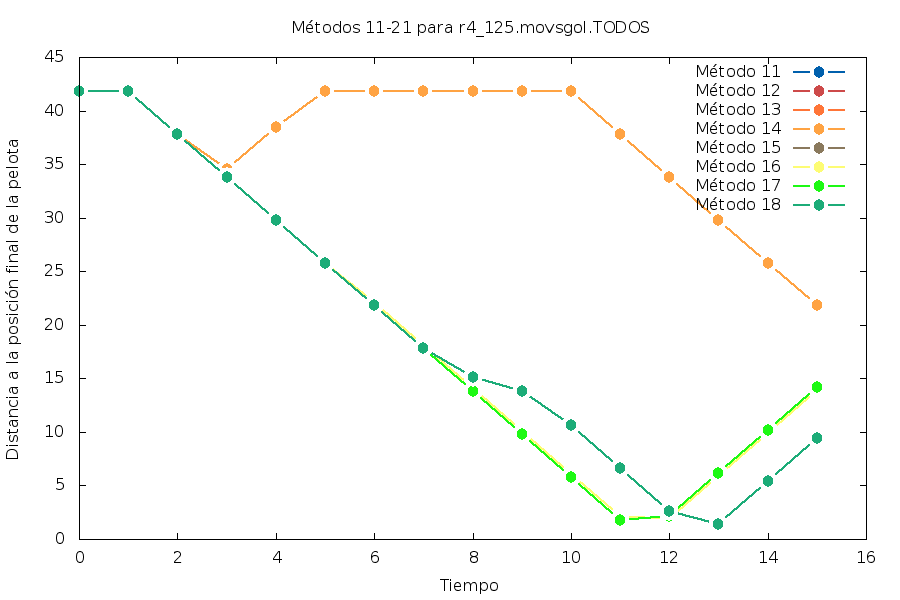 Métodos 11-21 para r4_125.movsgol.TODOS
Distancia a la posición final de la pelota
45
40
35
30
25
20
15
10
5
0
0 2 4 6 8 10 12 14 16
Tiempo
Método 11
Método 12
Método 13
Método 14
Método 15
Método 16
Método 17
Método 18